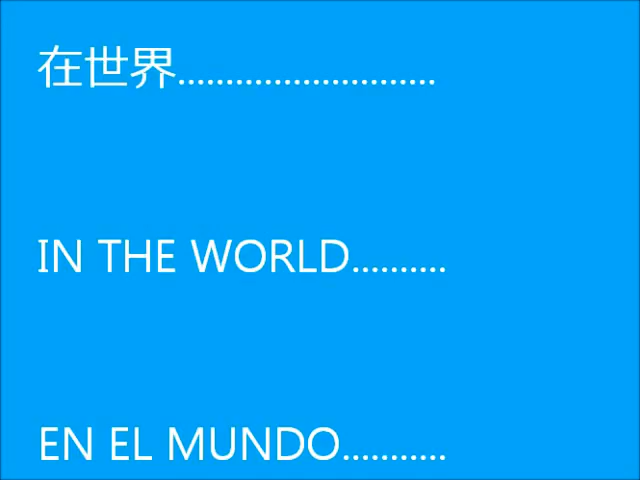 在世界...........................
IN THE WORLD..........
EN EL MUNDO...........